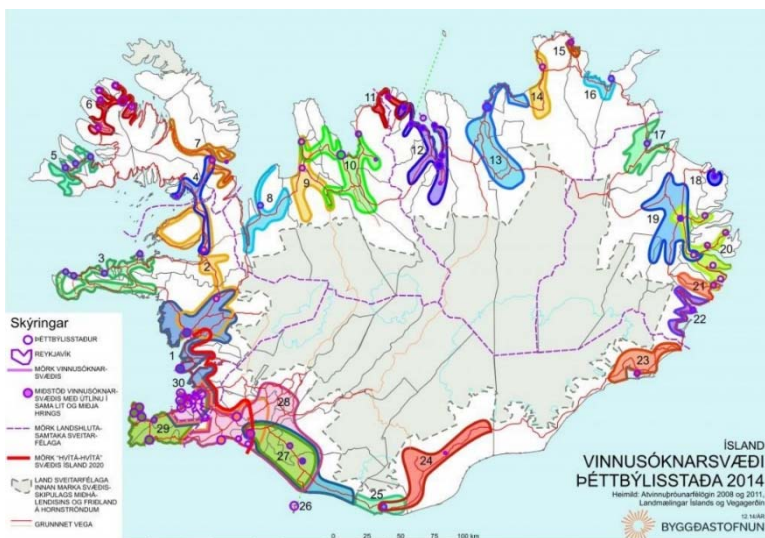 15
11
14
16
6
17
7
10
12
5
4
9
13
18
8
19
20
3
2
21
22
1
23
30
28
29
27
24
25
26
Skýringar
ÞÉTTBÝLISSTAÐUR
REYKJAVÍK
MÖRK VINNUSÓKNAR-
SVÆÐIS
MIÐSTÖÐ VINNUSÓKNAR-
SVÆÐIS MEÐ ÚTLÍNU Í
SAMA LIT OG MIÐJA
HRINGS
MÖRK LANDSHLUTA-
SAMTAKA SVEITAR-
FÉLAGA
MÖRK "HVÍTÁ-HVÍTÁ"
SVÆÐIS ÍSLAND 2020
LAND SVEITARFÉLAGA
INNAN MARKA SVÆÐIS-
SKIPULAGS MIÐHÁ-
LENDISINS OG FRIÐLAND
Á HORNSTRÖNDUM
GRUNNNET VEGA
ÍSLAND
VINNUSÓKNARSVÆÐI
ÞÉTTBÝLISSTAÐA 2014
Heimild: Atvinnuþróunarfélögin 2008 og 2011,
Landmælingar Íslands og Vegagerðin
BYGGÐASTOFNUN
0 25 50 75 100 km